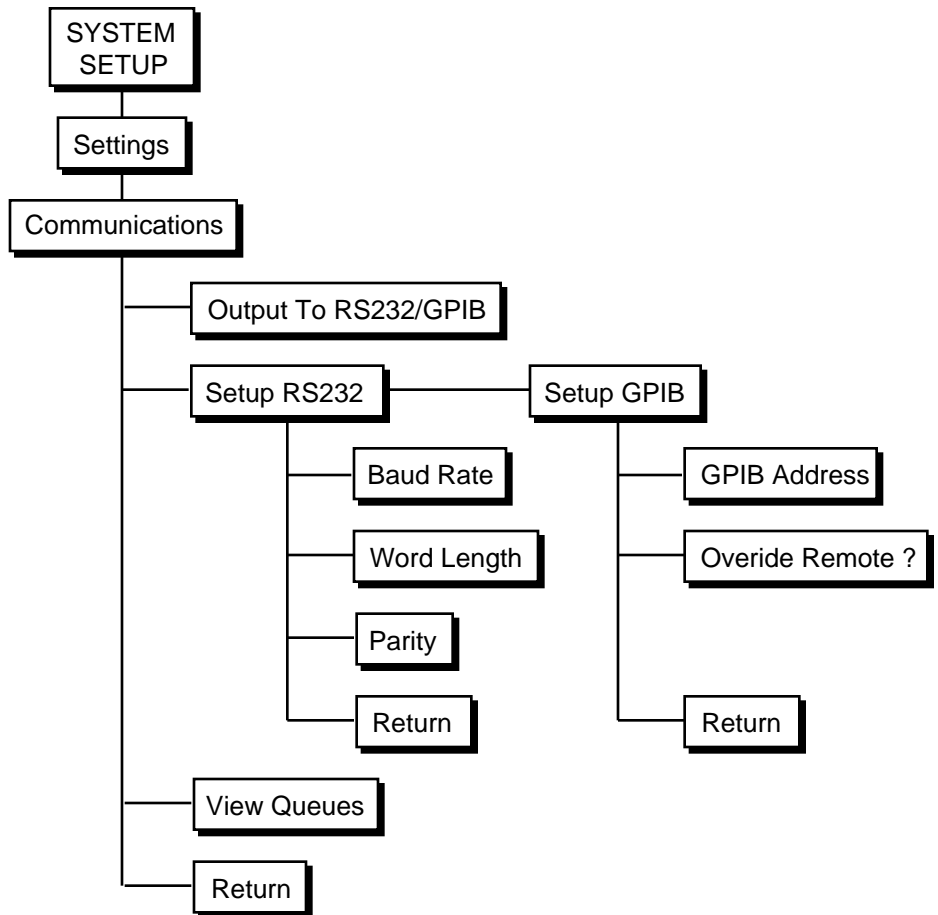 SYSTEM
SETUP
Settings
Communications
Output To RS232/GPIB
Setup RS232
Setup GPIB
Baud Rate
GPIB Address
Word Length
Overide Remote ?
Parity
Return
Return
View Queues
Return